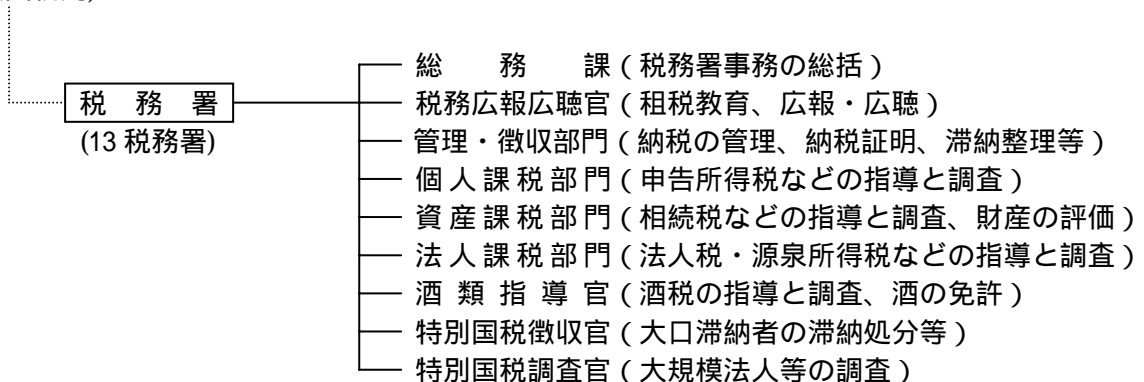 総務課(税務署事務の総括)
税務署
税務広報広聴官(租税教育、広報・広聴)
(13 税務署)
管理・徴収部門(納税の管理、納税証明、滞納整理等)
個人課税部門(申告所得税などの指導と調査)
資産課税部門(相続税などの指導と調査、財産の評価)
法人課税部門(法人税・源泉所得税などの指導と調査)
酒類指導官(酒税の指導と調査、酒の免許)
特別国税徴収官(大口滞納者の滞納処分等)
特別国税調査官(大規模法人等の調査)